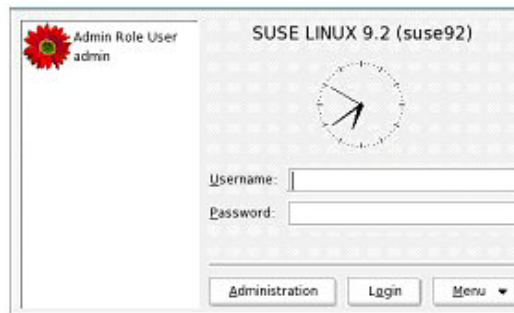 Admin Role User
admin
SUSE LINUX 9.2 (suse92)
Username:
Password:
Administration
Login
Menu